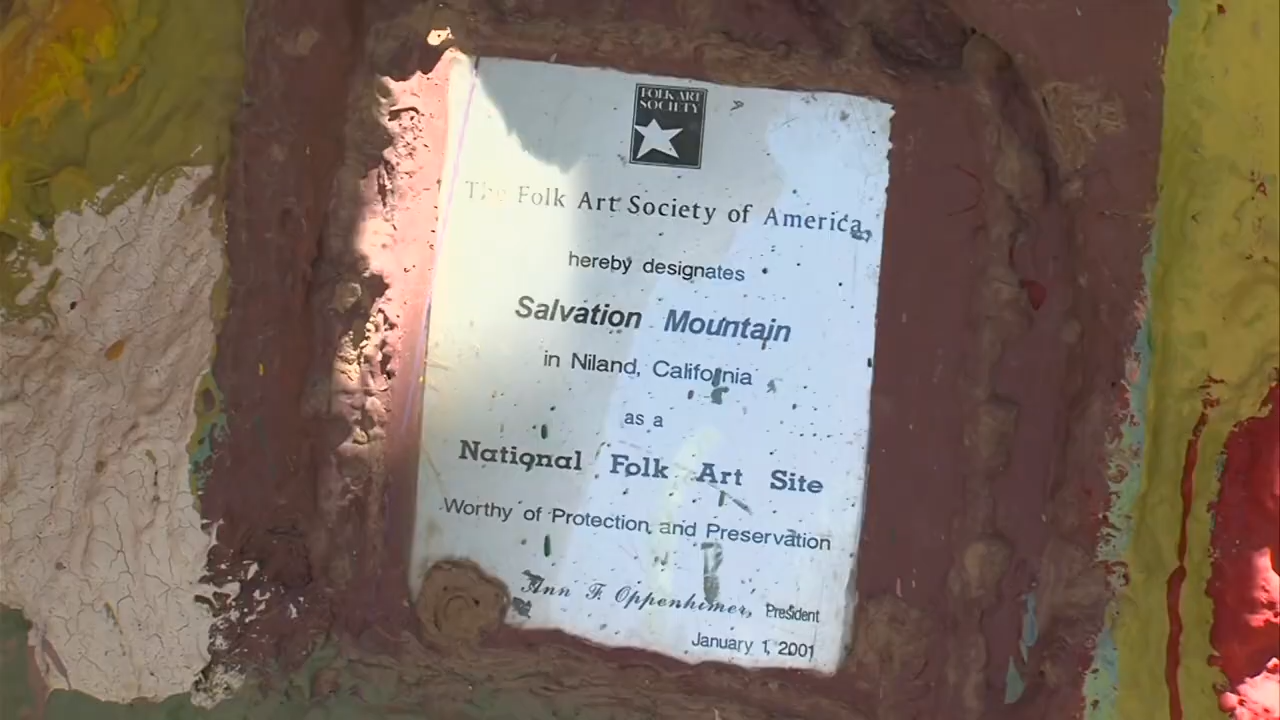 FOLK ART
SOCIETY
The Folk Art Society of America,
hereby designates
Salvation Mountain
in Niland, California
as a
National Folk Art Site
Worthy of Protection and Preservation
Ann F. Oppenhimer, President
January 1, 2001